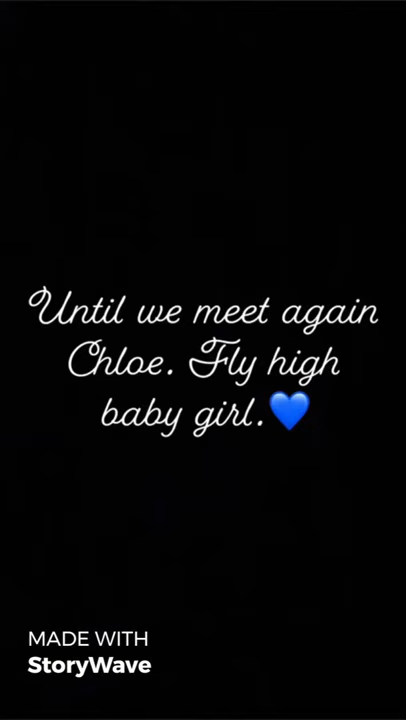 Until we meet again
Chloe. Fly high
baby girl.💙
MADE WITH
StoryWave